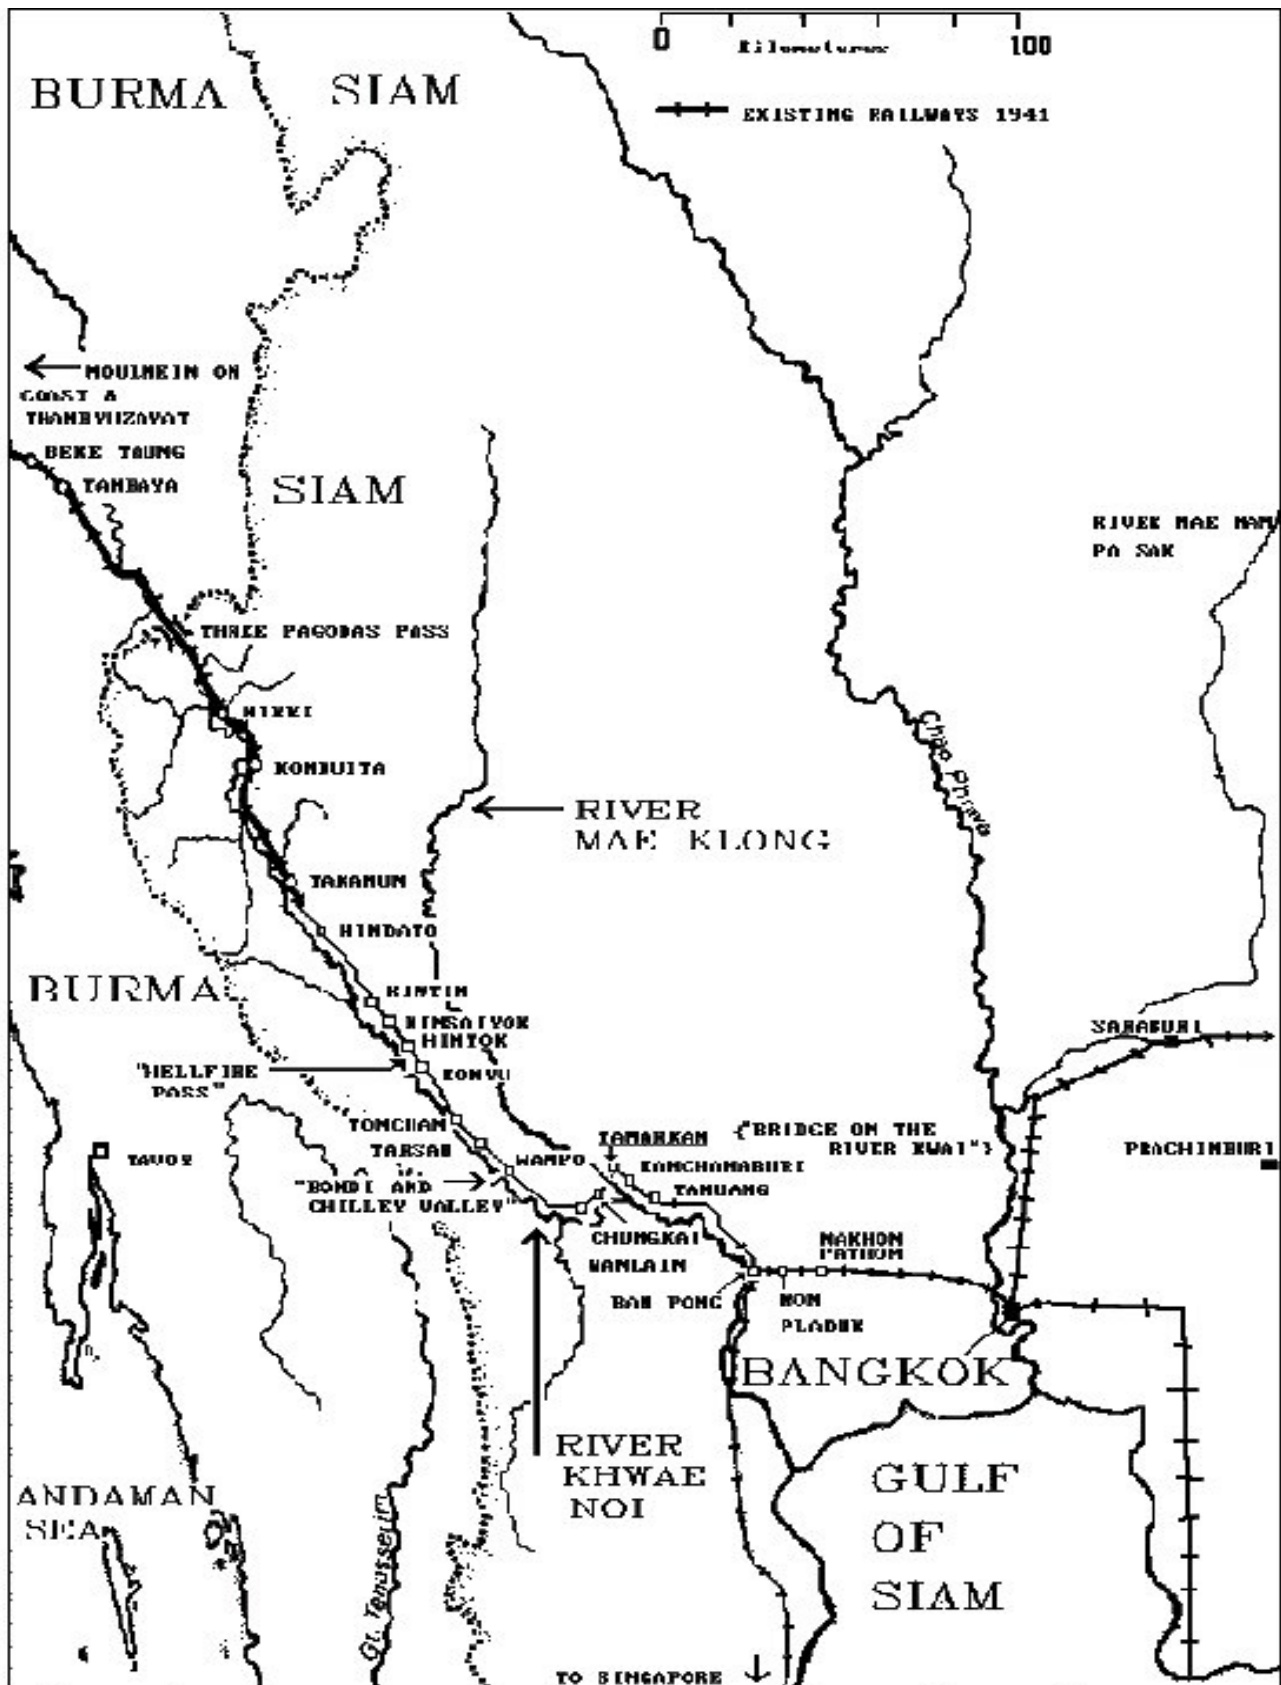 0 Kilometres 100
BURMA
SIAM
EXISTING RAILWAYS 1941
MOULMEIN ON
COAST &
THANBYUZAYAT
BEKE TAUNG
TANBAYA
SIAM
RIVER MAE NAM
PA SAK
THREE PAGODAS PASS
NIKKI
Chao Phraya
KONKUITA
RIVER
MAE KLONG
TAKANUN
HINDATO
BURMA
KINTIN
KINSAIYOK
HINTOK
SARABURI
"HELLFIRE
PASS"
KONYU
TONCHAN
TARSAU
TAMARKAN
{"BRIDGE ON THE
RIVER KWAI"}
PRACHINBURI
TAVOY
WAMPO
KANCHANABURI
"BONDI AND
CHILLEY VALLEY"
TAMUANG
CHUNGKAI
WANLAIN
NAKHON
PATHOM
BAN PONG
NON
PLADUK
BANGKOK
RIVER
KHWAE
NOI
GULF
OF
SIAM
ANDAMAN
SEA
Gt. Tenasserim
TO SINGAPORE